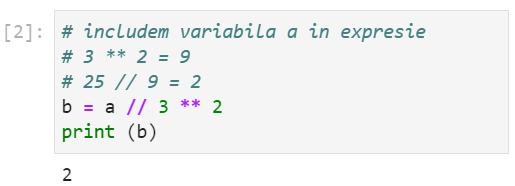 [2]: # includem variabila a in expresie
# 3 ** 2 = 9
# 25 // 9 = 2
b = a // 3 ** 2
print (b)
2